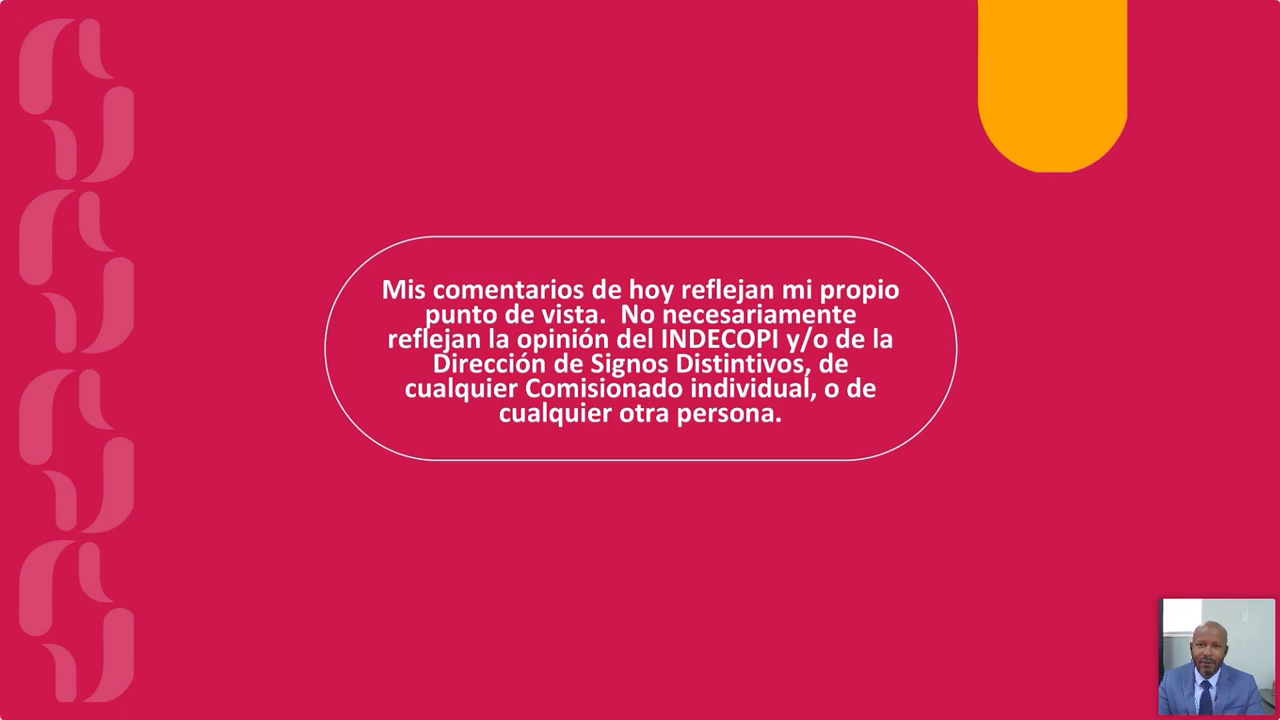 Mis comentarios de hoy reflejan mi propio
punto de vista.  No necesariamente
reflejan la opinión del INDECOPI y/o de la
Dirección de Signos Distintivos, de
cualquier Comisionado individual, o de
cualquier otra persona.